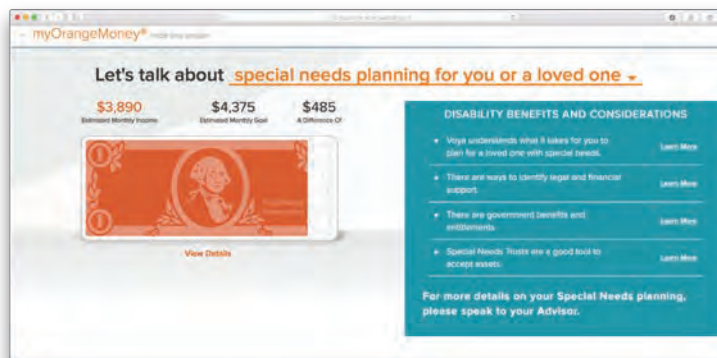 myOrangeMoney®
Let's talk about special needs planning for you or a loved one
$3,890
Estimated Monthly Income
$4,375
Estimated Monthly Goal
$485
A Difference Of
1
1
View Details
DISABILITY BENEFITS AND CONSIDERATIONS
Voya understands what it takes for you to
plan for a loved one with special needs.
Learn More
There are ways to identify legal and financial
support.
Learn More
There are government benefits and
entitlements.
Learn More
Special Needs Trusts are a good tool to
accept assets.
Learn More
For more details on your Special Needs planning,
please speak to your Advisor.